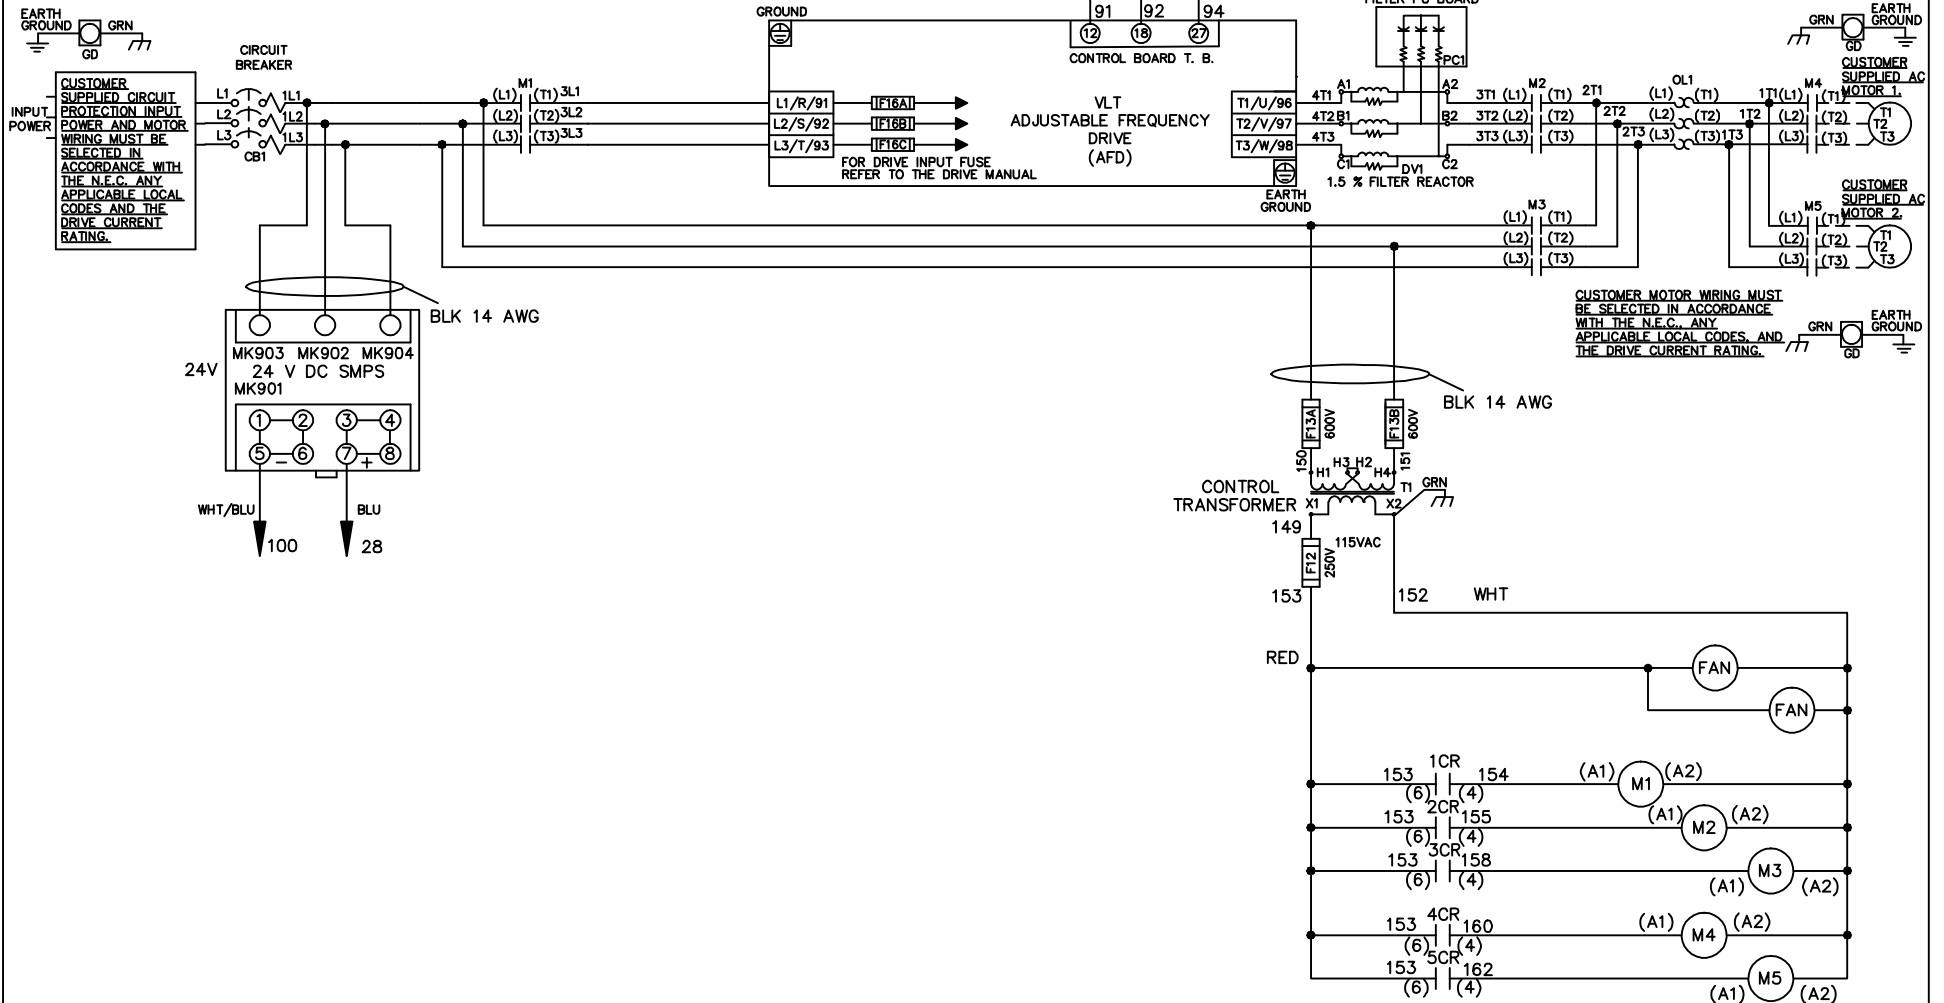 EARTH
GROUND
GRN
GD
CIRCUIT
BREAKER
INPUT
POWER
CUSTOMER
SUPPLIED CIRCUIT
PROTECTION INPUT
POWER AND MOTOR
WIRING MUST BE
SELECTED IN
ACCORDANCE WITH
THE N.E.C. ANY
APPLICABLE LOCAL
CODES AND THE
DRIVE CURRENT
RATING.
L1 1L1
L2 1L2
L3 1L3
CB1
M1
(L1) (T1) 3L1
(L2) (T2) 3L2
(L3) (T3) 3L3
GROUND
91 92 94
12 18 27
CONTROL BOARD T. B.
L1/R/91 F16A
L2/S/92 F16B
L3/T/93 F16C
FOR DRIVE INPUT FUSE
REFER TO THE DRIVE MANUAL
VLT
ADJUSTABLE FREQUENCY
DRIVE
(AFD)
T1/U/96
T2/V/97
T3/W/98
EARTH
GROUND
FILTER PC BOARD
PC1
4T1 A1 A2
4T2 B1 B2
4T3 C1 C2
DV1
1.5 % FILTER REACTOR
M2
3T1 (L1) (T1) 2T1
3T2 (L2) (T2) 2T2
3T3 (L3) (T3) 2T3
OL1
(L1) (T1) 1T1
(L2) (T2) 1T2
(L3) (T3) 1T3
M4
(L1) (T1)
(L2) (T2)
(L3) (T3)
T1
T2
T3
GRN
GD
EARTH
GROUND
CUSTOMER
SUPPLIED AC
MOTOR 1.
M3
(L1) (T1)
(L2) (T2)
(L3) (T3)
M5
(L1) (T1)
(L2) (T2)
(L3) (T3)
T1
T2
T3
CUSTOMER
SUPPLIED AC
MOTOR 2.
CUSTOMER MOTOR WIRING MUST
BE SELECTED IN ACCORDANCE
WITH THE N.E.C., ANY
APPLICABLE LOCAL CODES, AND
THE DRIVE CURRENT RATING.
GRN
GD
EARTH
GROUND
BLK 14 AWG
MK903 MK902 MK904
24V
24 V DC SMPS
MK901
1 2 3 4
5 - 6 7 + 8
WHT/BLU BLU
100 28
BLK 14 AWG
F13A 600V
F13B 600V
150 151
H1 H3 H2 H4
T1
GRN
CONTROL
TRANSFORMER
X1 X2
149
115VAC
F12 250V
153
152 WHT
RED
FAN
FAN
1CR
153 154 (A1) M1 (A2)
(6) (4)
2CR
153 155 (A1) M2 (A2)
(6) (4)
3CR
153 158 M3
(6) (4) (A1) (A2)
4CR
153 160 (A1) M4 (A2)
(6) (4)
5CR
153 162 M5
(6) (4) (A1) (A2)